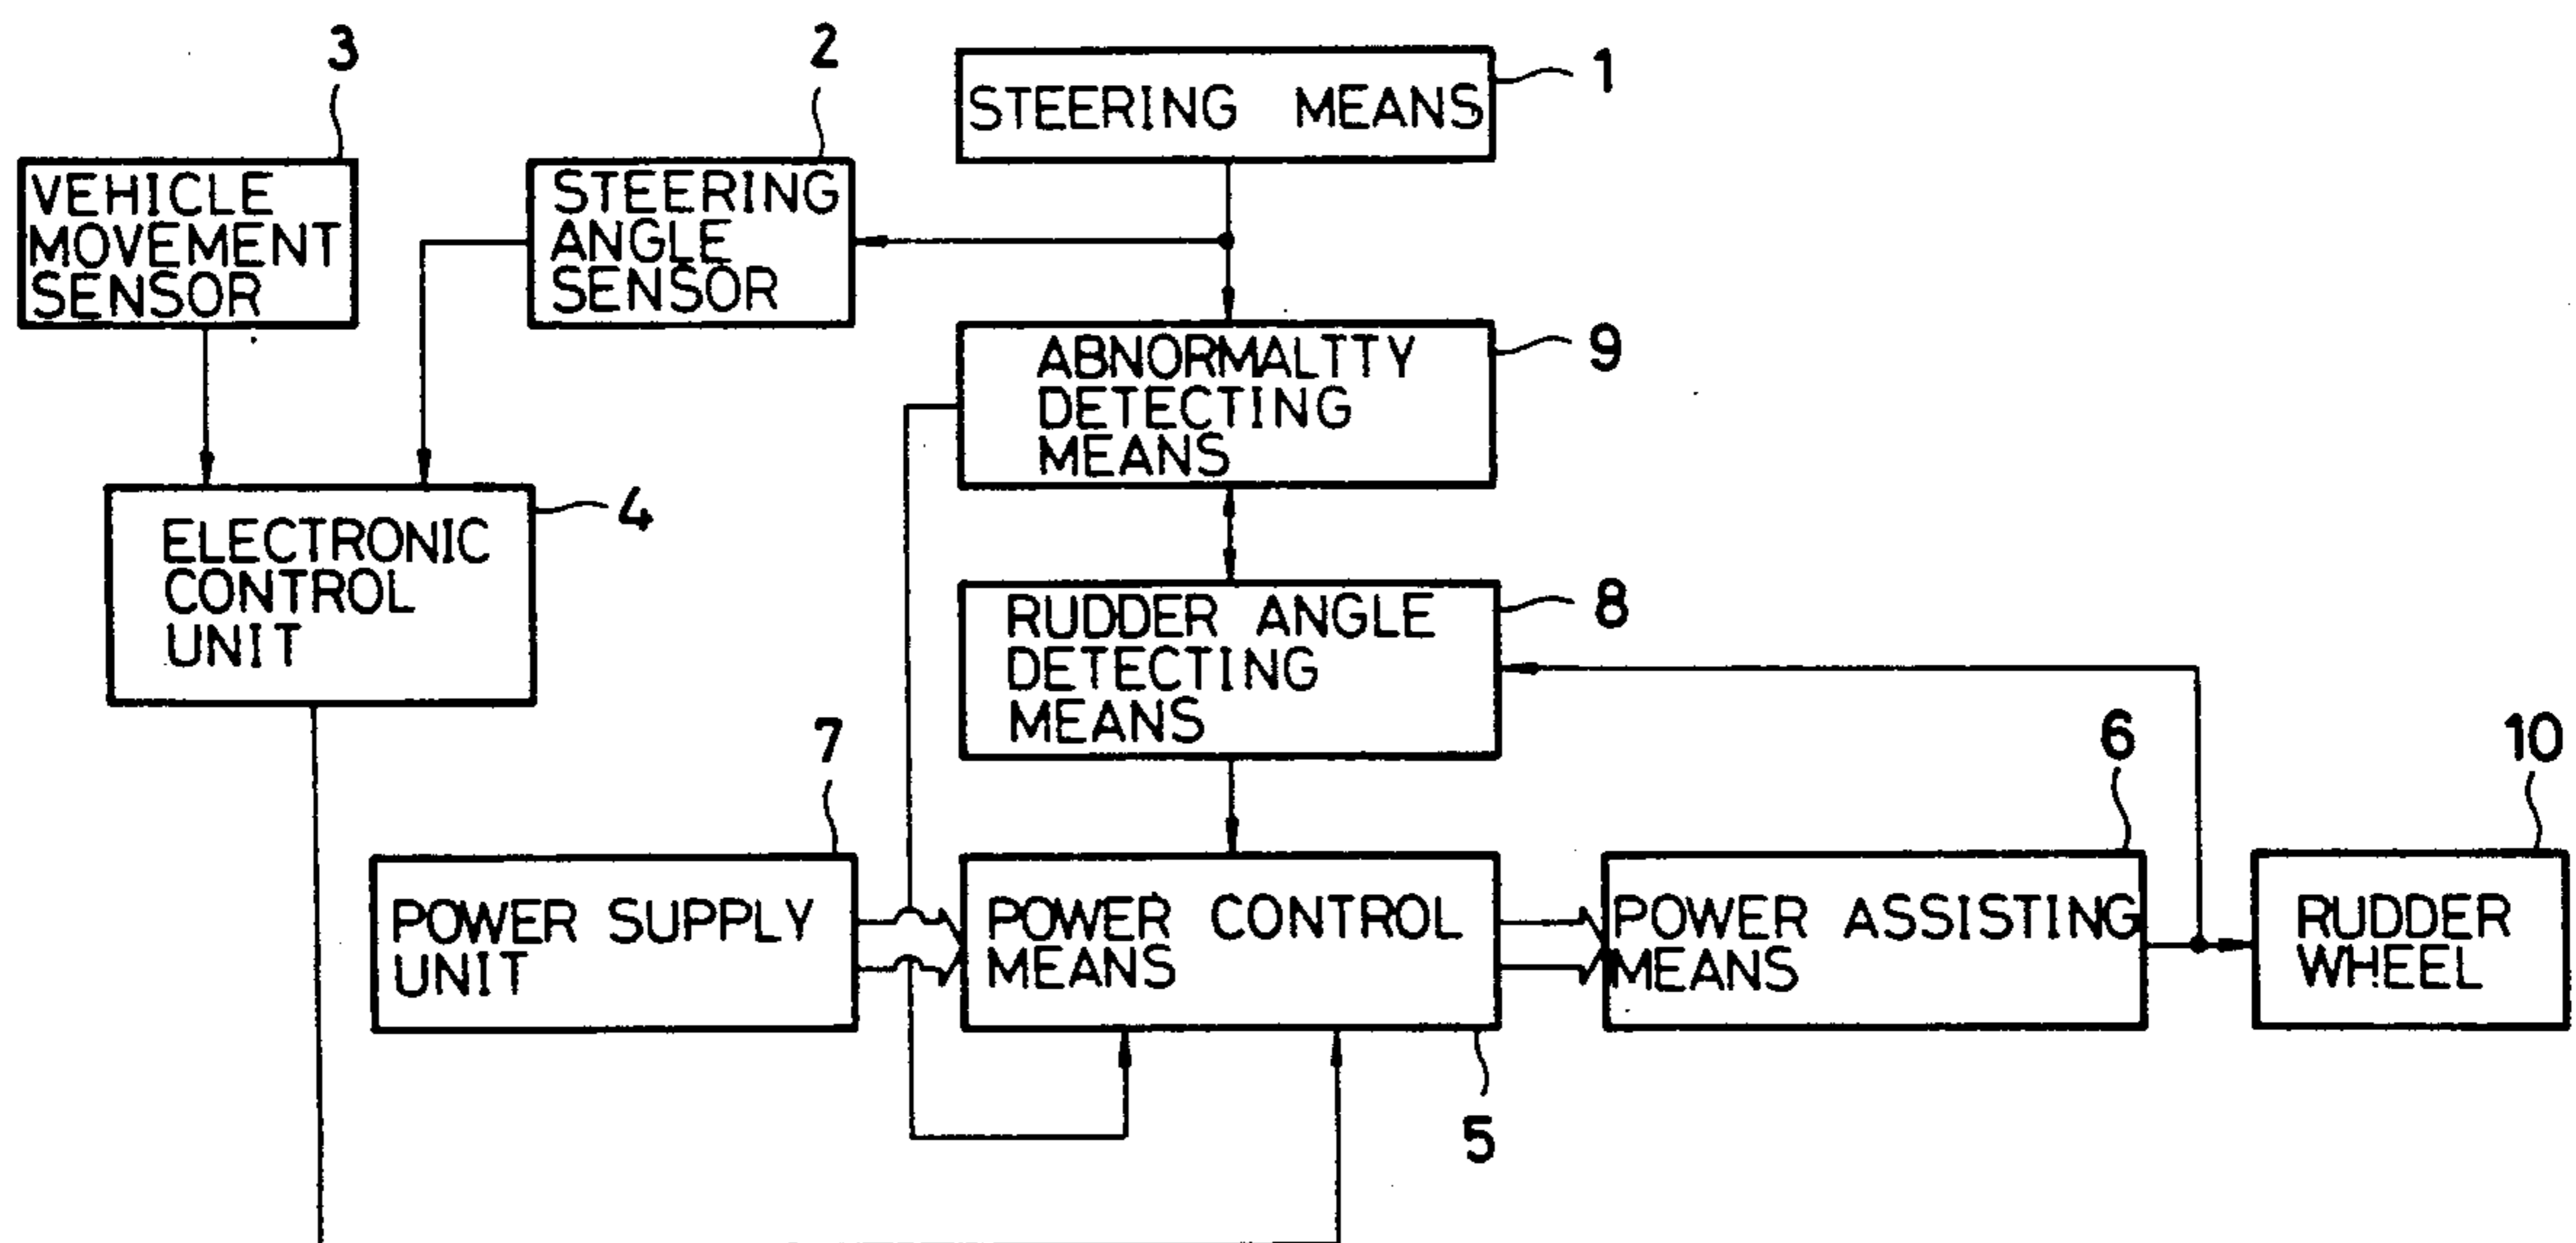 3
2
1
STEERING MEANS
VEHICLE
MOVEMENT
SENSOR
STEERING
ANGLE
SENSOR
9
ABNORMALTTY
DETECTING
MEANS
4
ELECTRONIC
CONTROL
UNIT
8
RUDDER ANGLE
DETECTING
MEANS
7
6
10
POWER SUPPLY
UNIT
POWER CONTROL
MEANS
POWER ASSISTING
MEANS
RUDDER
WHEEL
5